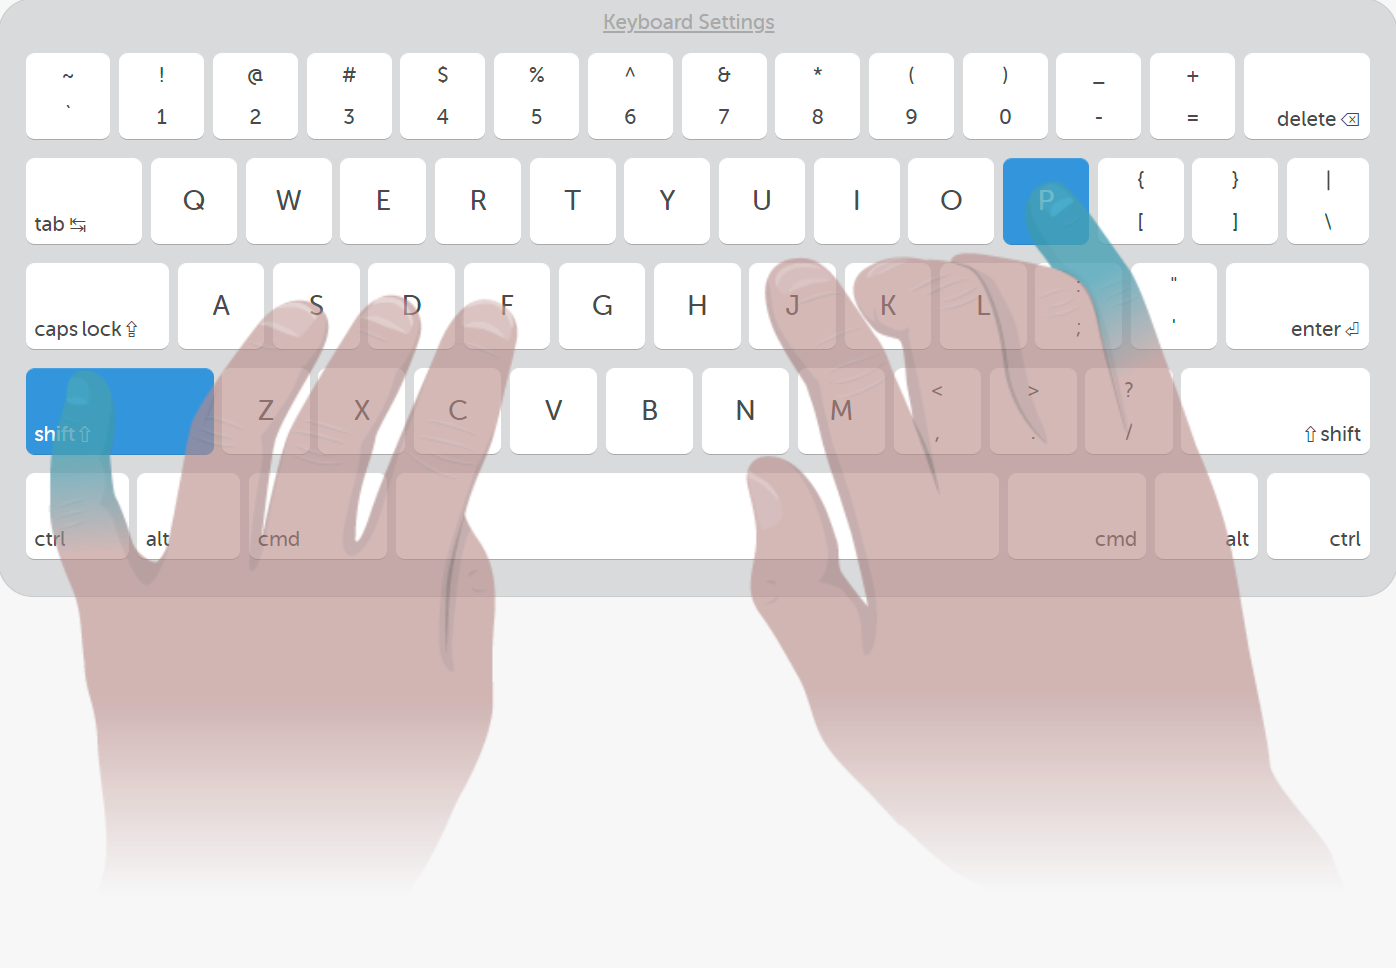 Keyboard Settings
~ ! @ # $ % ^ & * ( ) _ +
` 1 2 3 4 5 6 7 8 9 0 - = delete ⌫
tab ↹ Q W E R T Y U I O P { } |
[ ] \
caps lock ⇪ A S D F G H J K L : "
; ' enter ⏎
shift ⇧ Z X C V B N M < > ?
, . / ⇧ shift
ctrl alt cmd cmd alt ctrl